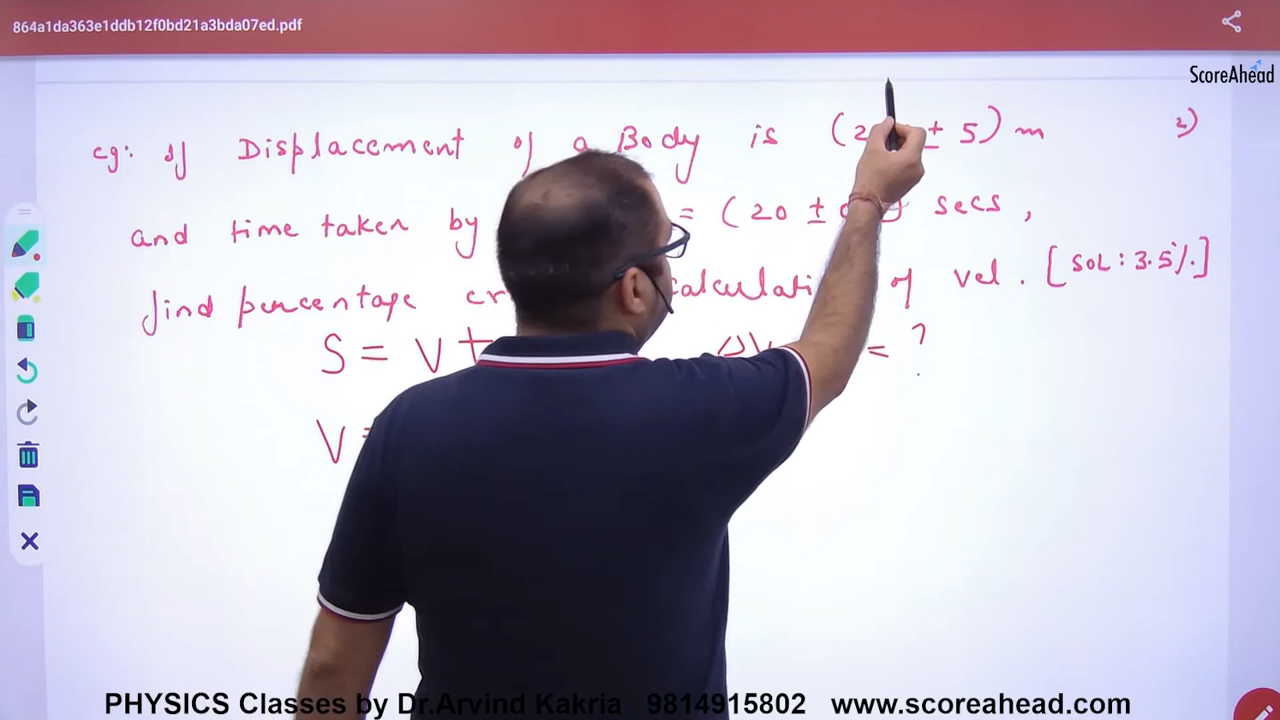 864a1da363e1ddb12f0bd21a3bda07ed.pdf
ScoreAhead
eg: If Displacement of a Body is ± 5) m
2)
and time taken by = (20 ± secs,
find percentage of vel. [SOL: 3.5%.]
S = V t = ?
V
PHYSICS Classes by Dr.Arvind Kakria 9814915802 www.scoreahead.com